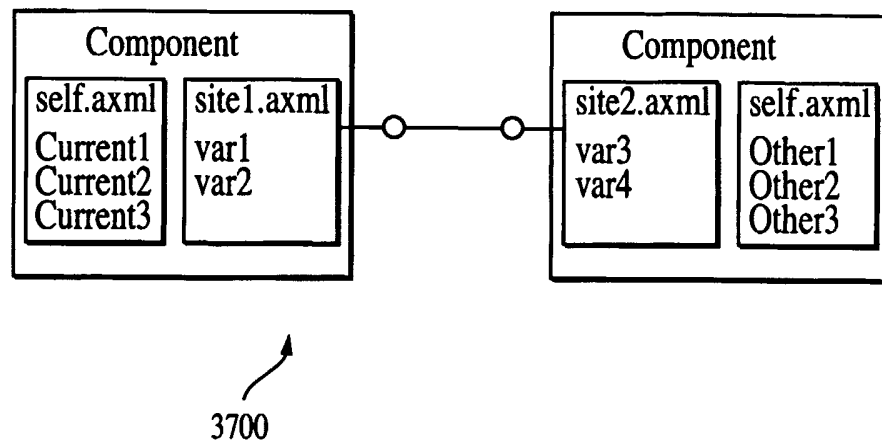 Component
self.axml
Current1
Current2
Current3
site1.axml
var1
var2
Component
site2.axml
var3
var4
self.axml
Other1
Other2
Other3
3700